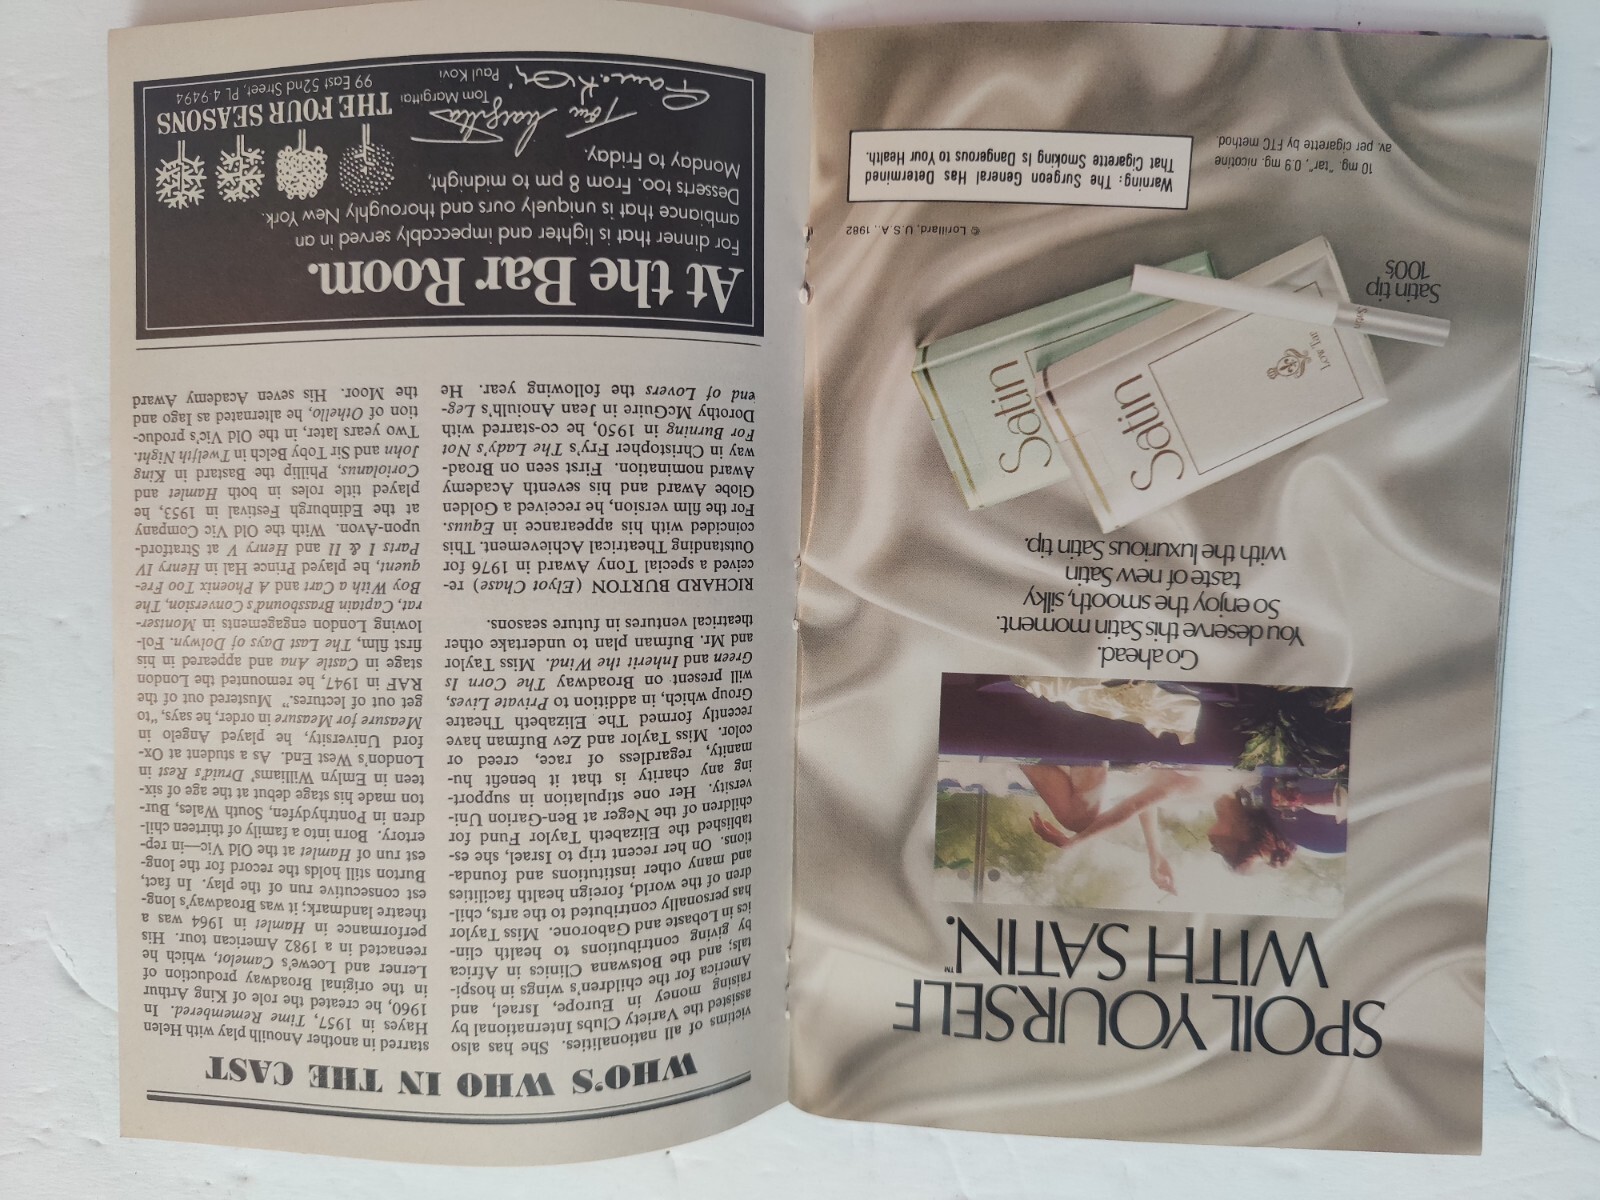 SPOIL YOURSELF
WITH SATIN.™
Go ahead.
You deserve this Satin moment.
So enjoy the smooth, silky
taste of new Satin
with the luxurious Satin tip.
Satin
Satin
Low Tar
Satin
Satin tip
100's
© Lorillard, U.S.A., 1982
10 mg. "tar", 0.9 mg. nicotine
av. per cigarette by FTC method.
Warning: The Surgeon General Has Determined
That Cigarette Smoking Is Dangerous to Your Health.
WHO'S WHO IN THE CAST
victims of all nationalities. She has also
assisted the Variety Clubs International by
raising money in Europe, Israel, and
America for the children's wings in hospi-
tals; and the Botswana Clinics in Africa
by giving contributions to health clin-
ics in Lobaste and Gaborone. Miss Taylor
has personally contributed to the arts, chil-
dren of the world, foreign health facilities
and many other institutions and founda-
tions. On her recent trip to Israel, she es-
tablished the Elizabeth Taylor Fund for
children of the Neger at Ben-Garion Uni-
versity. Her one stipulation in support-
ing any charity is that it benefit hu-
manity, regardless of race, creed or
color. Miss Taylor and Zev Bufman have
recently formed The Elizabeth Theatre
Group which, in addition to Private Lives,
will present on Broadway The Corn Is
Green and Inherit the Wind. Miss Taylor
and Mr. Bufman plan to undertake other
theatrical ventures in future seasons.
RICHARD BURTON (Elyot Chase) re-
ceived a special Tony Award in 1976 for
Outstanding Theatrical Achievement. This
coincided with his appearance in Equus.
For the film version, he received a Golden
Globe Award and his seventh Academy
Award nomination. First seen on Broad-
way in Christopher Fry's The Lady's Not
For Burning in 1950, he co-starred with
Dorothy McGuire in Jean Anoiulh's Leg-
end of Lovers the following year. He
starred in another Anouilh play with Helen
Hayes in 1957, Time Remembered. In
1960, he created the role of King Arthur
in the original Broadway production of
Lerner and Loewe's Camelot, which he
reenacted in a 1982 American tour. His
performance in Hamlet in 1964 was a
theatre landmark; it was Broadway's long-
est consecutive run of the play. In fact,
Burton still holds the record for the long-
est run of Hamlet at the Old Vic—in rep-
ertory. Born into a family of thirteen chil-
dren in Pontrhydyfen, South Wales, Bur-
ton made his stage debut at the age of six-
teen in Emlyn Williams' Druid's Rest in
London's West End. As a student at Ox-
ford University, he played Angelo in
Measure for Measure in order, he says, "to
get out of lectures." Mustered out of the
RAF in 1947, he remounted the London
stage in Castle Ana and appeared in his
first film, The Last Days of Dolwyn. Fol-
lowing London engagements in Montser-
rat, Captain Brassbound's Conversion, The
Boy With a Cart and A Phoenix Too Fre-
quent, he played Prince Hal in Henry IV
Parts I & II and Henry V at Stratford-
upon-Avon. With the Old Vic Company
at the Edinburgh Festival in 1953, he
played title roles in both Hamlet and
Coriolanus, Phillip the Bastard in King
John and Sir Toby Belch in Twelfth Night.
Two years later, in the Old Vic's produc-
tion of Othello, he alternated as Iago and
the Moor. His seven Academy Award
At the Bar Room.
For dinner that is lighter and impeccably served in an
ambiance that is uniquely ours and thoroughly New York.
Desserts too. From 8 pm to midnight,
Monday to Friday.
Tom Margittai
Tom Margittai
Paul Kovi
Paul Kovi
THE FOUR SEASONS
99 East 52nd Street, PL 4-9494